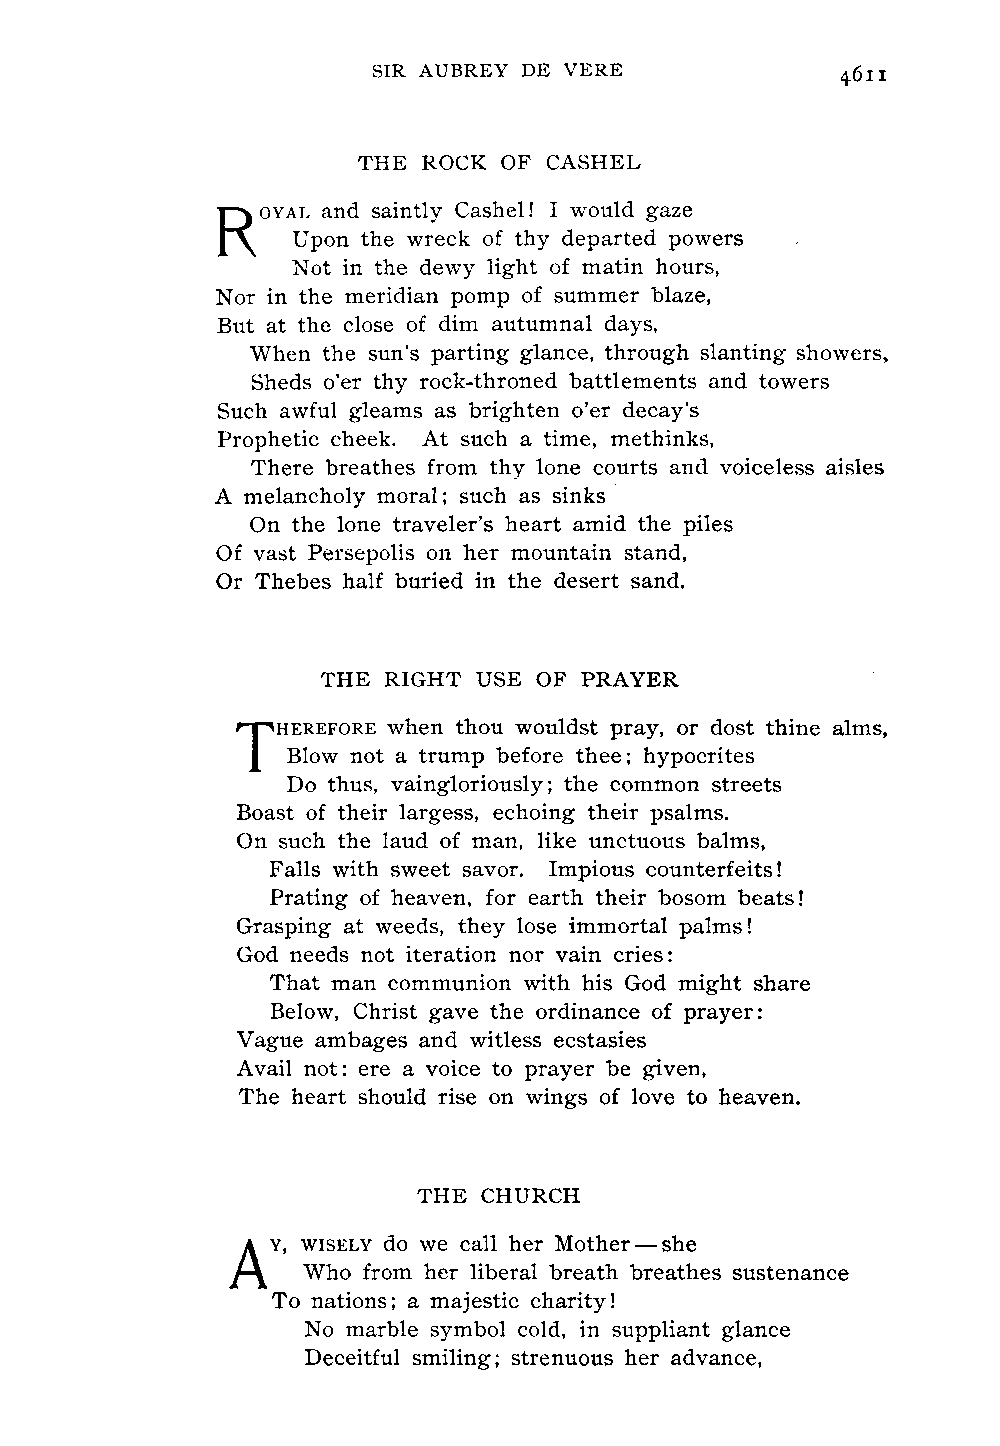 SIR AUBREY DE VERE 4611
THE ROCK OF CASHEL
ROYAL and saintly Cashel! I would gaze
Upon the wreck of thy departed powers
Not in the dewy light of matin hours,
Nor in the meridian pomp of summer blaze,
But at the close of dim autumnal days,
When the sun's parting glance, through slanting showers,
Sheds o'er thy rock-throned battlements and towers
Such awful gleams as brighten o'er decay's
Prophetic cheek. At such a time, methinks,
There breathes from thy lone courts and voiceless aisles
A melancholy moral; such as sinks
On the lone traveler's heart amid the piles
Of vast Persepolis on her mountain stand,
Or Thebes half buried in the desert sand.
THE RIGHT USE OF PRAYER
THEREFORE when thou wouldst pray, or dost thine alms,
Blow not a trump before thee; hypocrites
Do thus, vaingloriously; the common streets
Boast of their largess, echoing their psalms.
On such the laud of man, like unctuous balms,
Falls with sweet savor. Impious counterfeits!
Prating of heaven, for earth their bosom beats!
Grasping at weeds, they lose immortal palms!
God needs not iteration nor vain cries:
That man communion with his God might share
Below, Christ gave the ordinance of prayer:
Vague ambages and witless ecstasies
Avail not: ere a voice to prayer be given,
The heart should rise on wings of love to heaven.
THE CHURCH
AY, WISELY do we call her Mother—she
Who from her liberal breath breathes sustenance
To nations; a majestic charity!
No marble symbol cold, in suppliant glance
Deceitful smiling; strenuous her advance,